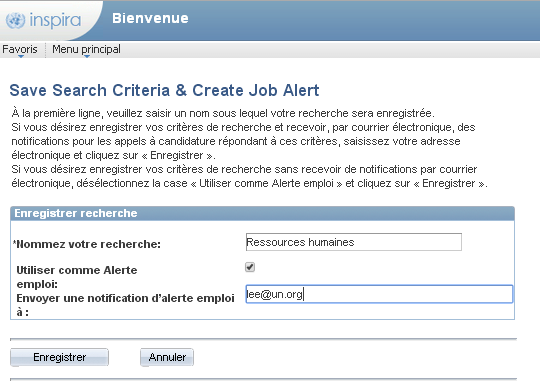 inspira
Bienvenue
Favoris Menu principal
Save Search Criteria & Create Job Alert
À la première ligne, veuillez saisir un nom sous lequel votre recherche sera enregistrée.
Si vous désirez enregistrer vos critères de recherche et recevoir, par courrier électronique, des
notifications pour les appels à candidature répondant à ces critères, saisissez votre adresse
électronique et cliquez sur « Enregistrer ».
Si vous désirez enregistrer vos critères de recherche sans recevoir de notifications par courrier
électronique, désélectionnez la case « Utiliser comme Alerte emploi » et cliquez sur « Enregistrer ».
Enregistrer recherche
*Nommez votre recherche: Ressources humaines
Utiliser comme Alerte
emploi:
Envoyer une notification d'alerte emploi lee@un.org
à :
Enregistrer Annuler